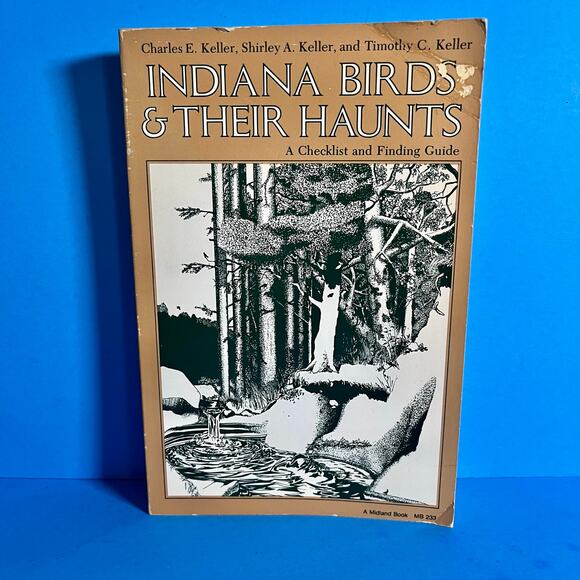 Charles E. Keller, Shirley A. Keller, and Timothy C. Keller
INDIANA BIRDS
& THEIR HAUNTS
A Checklist and Finding Guide
A Midland Book MB 233